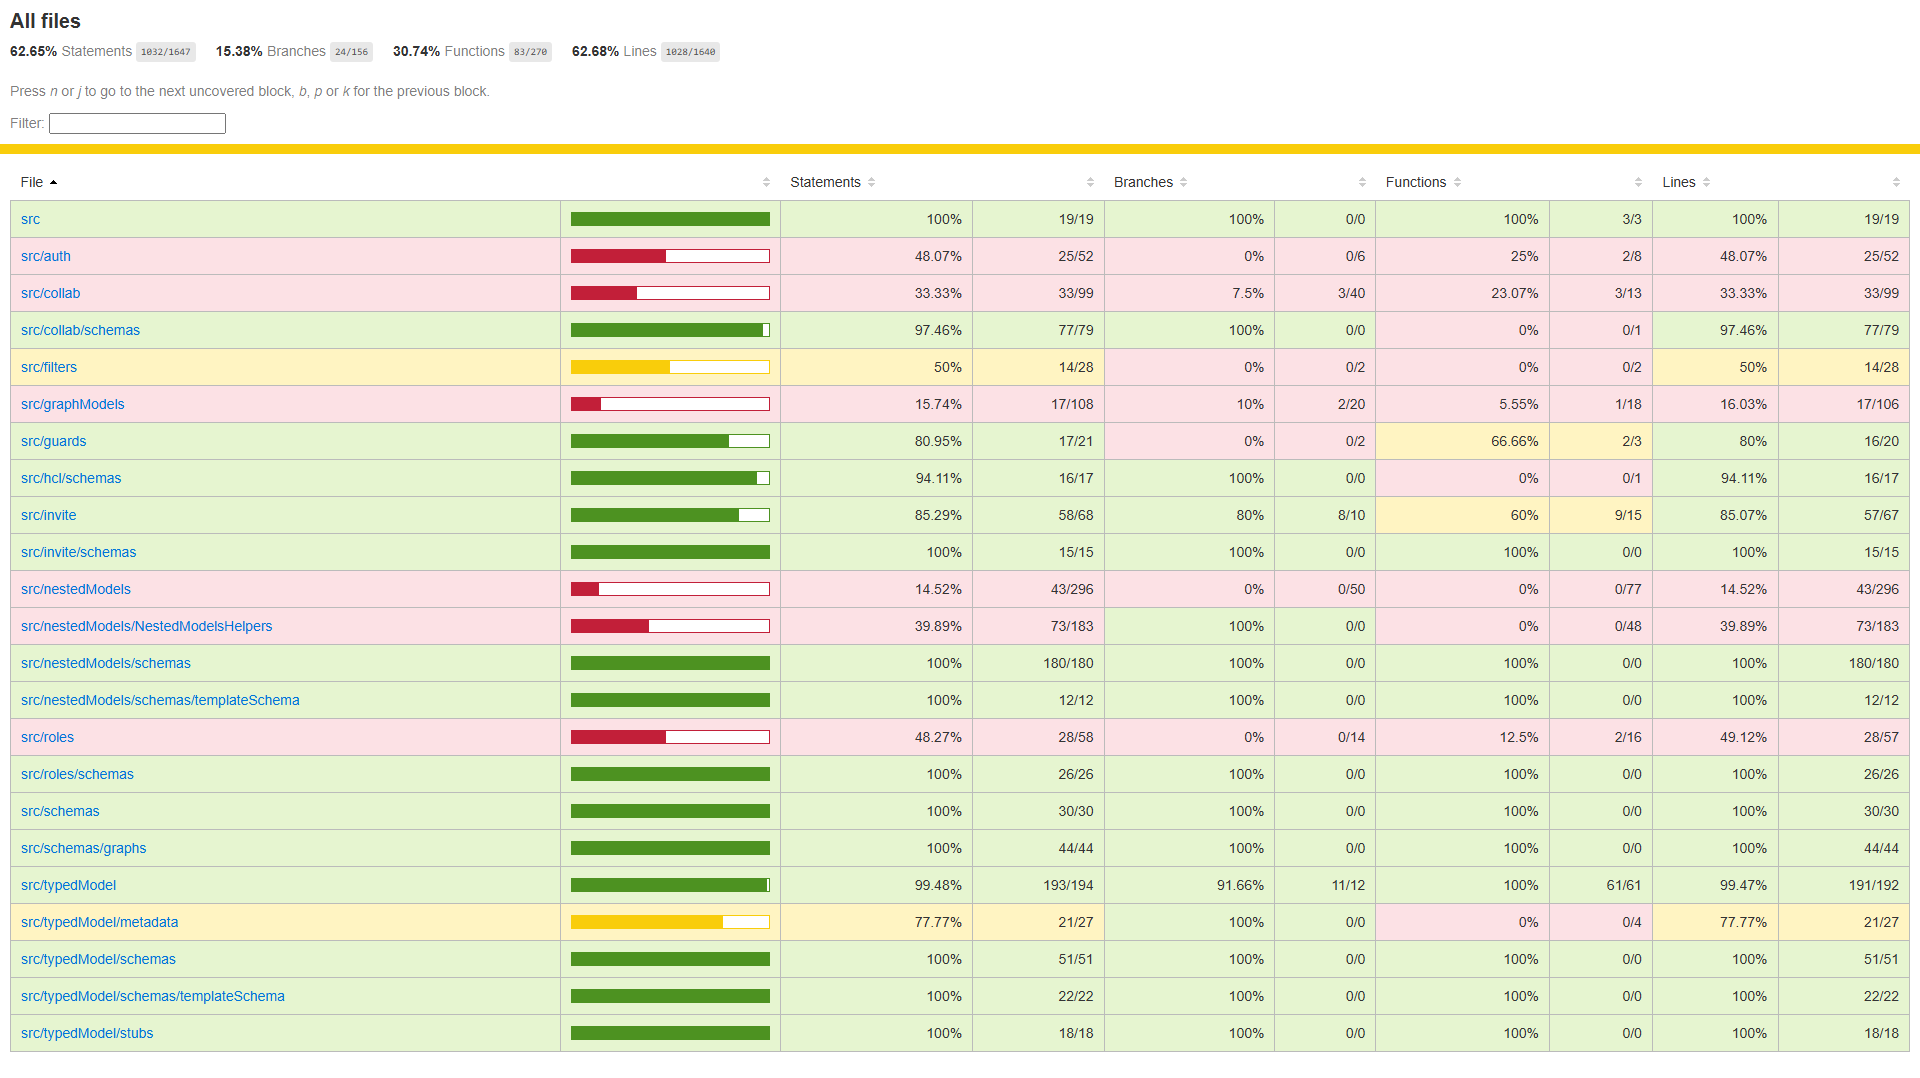 All files
62.65% Statements 1032/1647 15.38% Branches 24/156 30.74% Functions 83/270 62.68% Lines 1028/1640
Press n or j to go to the next uncovered block, b, p or k for the previous block.
Filter:
File Statements Branches Functions Lines
src 100% 19/19 100% 0/0 100% 3/3 100% 19/19
src/auth 48.07% 25/52 0% 0/6 25% 2/8 48.07% 25/52
src/collab 33.33% 33/99 7.5% 3/40 23.07% 3/13 33.33% 33/99
src/collab/schemas 97.46% 77/79 100% 0/0 0% 0/1 97.46% 77/79
src/filters 50% 14/28 0% 0/2 0% 0/2 50% 14/28
src/graphModels 15.74% 17/108 10% 2/20 5.55% 1/18 16.03% 17/106
src/guards 80.95% 17/21 0% 0/2 66.66% 2/3 80% 16/20
src/hcl/schemas 94.11% 16/17 100% 0/0 0% 0/1 94.11% 16/17
src/invite 85.29% 58/68 80% 8/10 60% 9/15 85.07% 57/67
src/invite/schemas 100% 15/15 100% 0/0 100% 0/0 100% 15/15
src/nestedModels 14.52% 43/296 0% 0/50 0% 0/77 14.52% 43/296
src/nestedModels/NestedModelsHelpers 39.89% 73/183 100% 0/0 0% 0/48 39.89% 73/183
src/nestedModels/schemas 100% 180/180 100% 0/0 100% 0/0 100% 180/180
src/nestedModels/schemas/templateSchema 100% 12/12 100% 0/0 100% 0/0 100% 12/12
src/roles 48.27% 28/58 0% 0/14 12.5% 2/16 49.12% 28/57
src/roles/schemas 100% 26/26 100% 0/0 100% 0/0 100% 26/26
src/schemas 100% 30/30 100% 0/0 100% 0/0 100% 30/30
src/schemas/graphs 100% 44/44 100% 0/0 100% 0/0 100% 44/44
src/typedModel 99.48% 193/194 91.66% 11/12 100% 61/61 99.47% 191/192
src/typedModel/metadata 77.77% 21/27 100% 0/0 0% 0/4 77.77% 21/27
src/typedModel/schemas 100% 51/51 100% 0/0 100% 0/0 100% 51/51
src/typedModel/schemas/templateSchema 100% 22/22 100% 0/0 100% 0/0 100% 22/22
src/typedModel/stubs 100% 18/18 100% 0/0 100% 0/0 100% 18/18